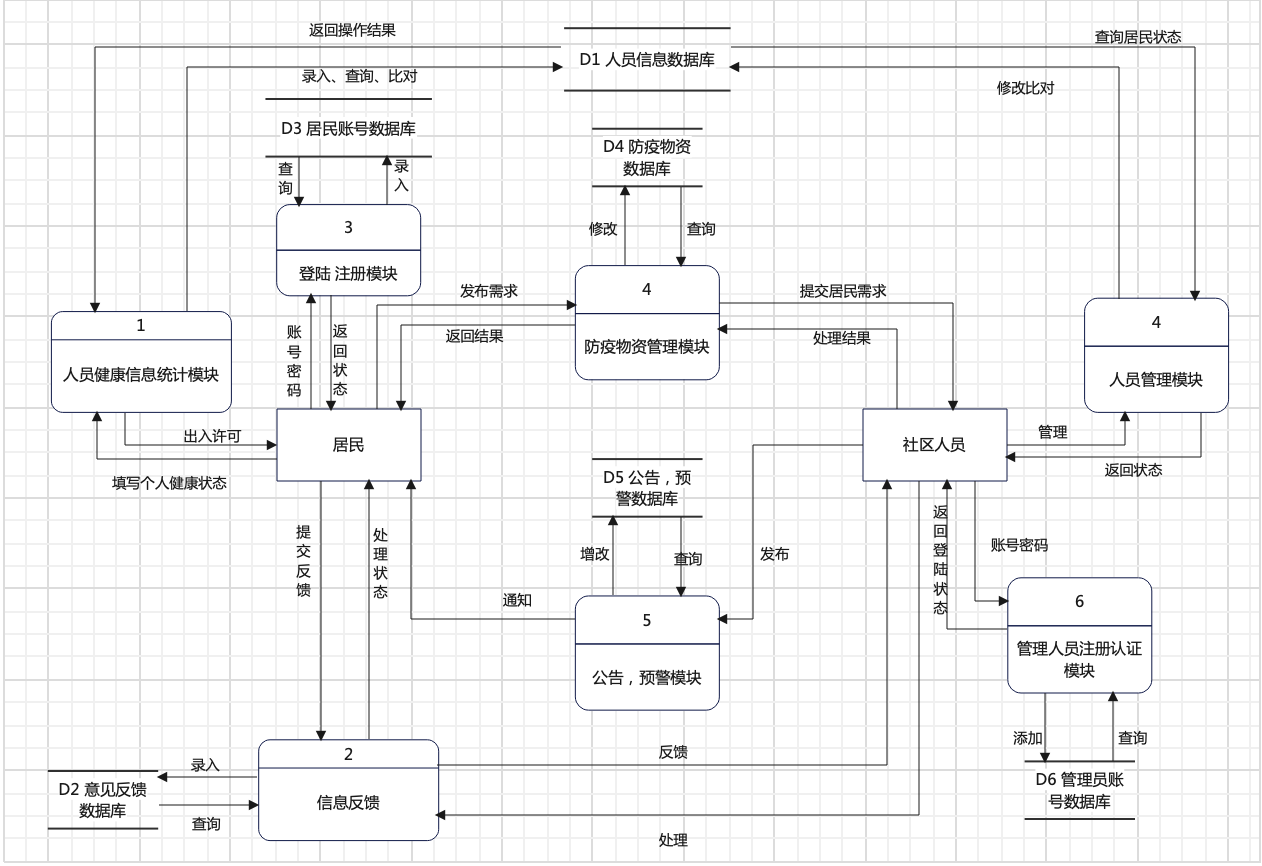 返回操作结果
查询居民状态
D1 人员信息数据库
录入、查询、比对
修改比对
D3 居民账号数据库
D4 防疫物资
数据库
查
询
录
入
3
修改
查询
登陆 注册模块
4
发布需求
提交居民需求
1
4
账
号
密
码
返
回
状
态
返回结果
处理结果
防疫物资管理模块
人员健康信息统计模块
人员管理模块
出入许可
居民
社区人员
管理
返回状态
填写个人健康状态
D5 公告，预
警数据库
提
交
反
馈
处
理
状
态
返
回
登
陆
状
态
账号密码
增改
查询
发布
通知
5
6
管理人员注册认证
模块
公告，预警模块
添加
查询
反馈
2
录入
D2 意见反馈
数据库
信息反馈
D6 管理员账
号数据库
查询
处理